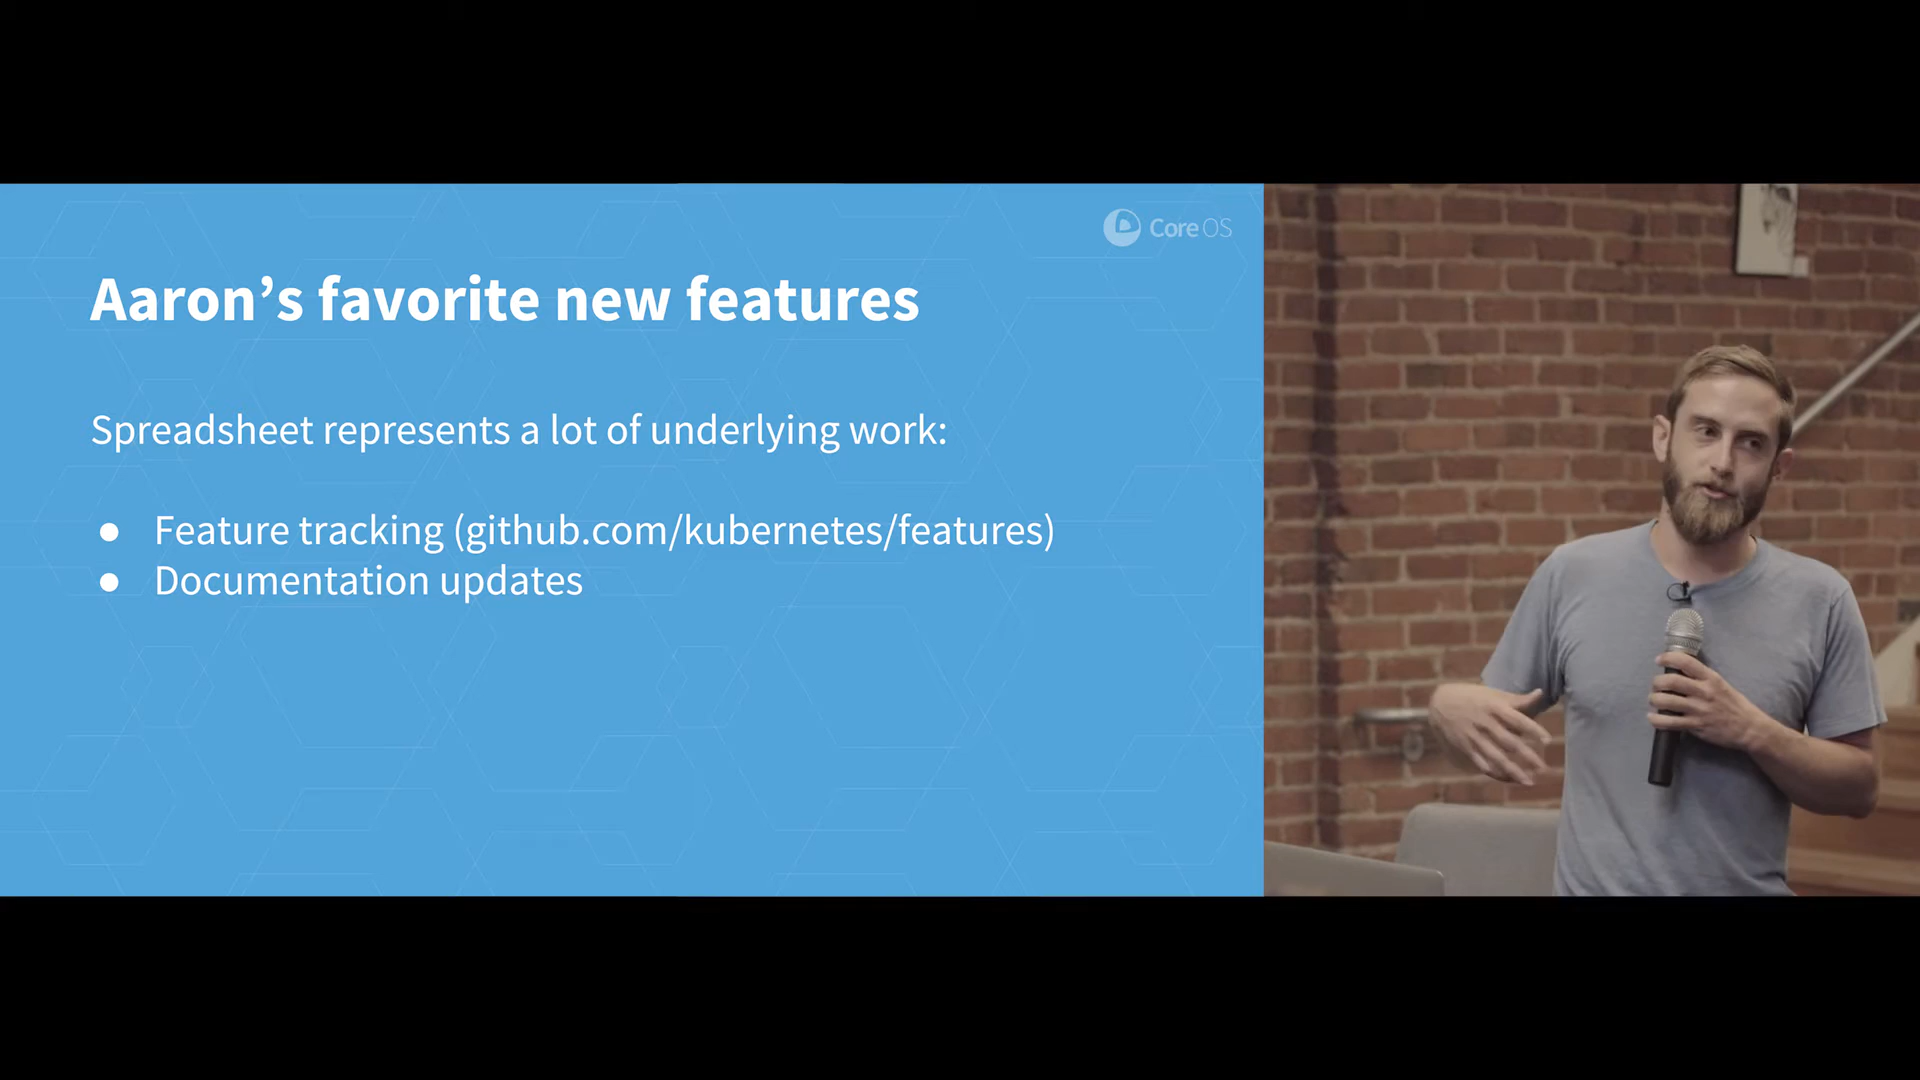 CoreOS
Aaron’s favorite new features
Spreadsheet represents a lot of underlying work:
● Feature tracking (github.com/kubernetes/features)
● Documentation updates